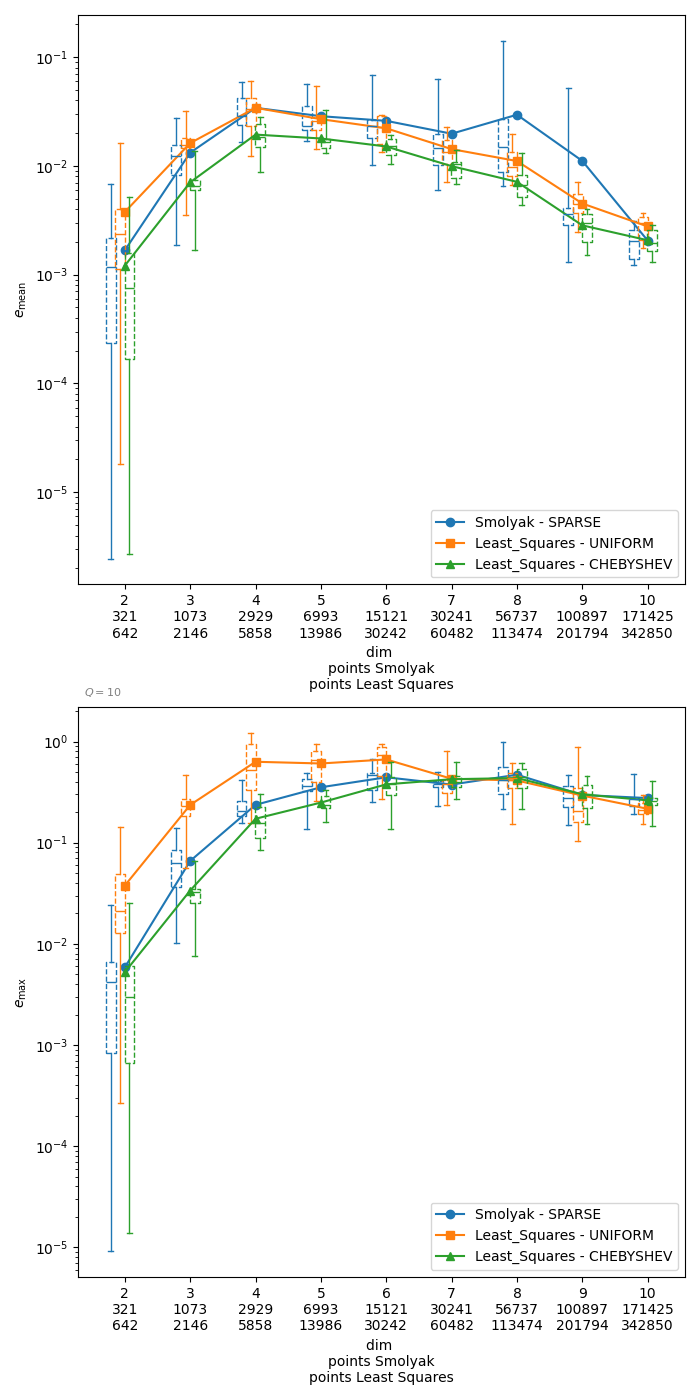 10⁻¹
10⁻²
10⁻³
10⁻⁴
10⁻⁵
e_mean
Smolyak - SPARSE
Least_Squares - UNIFORM
Least_Squares - CHEBYSHEV
2 3 4 5 6 7 8 9 10
321 1073 2929 6993 15121 30241 56737 100897 171425
642 2146 5858 13986 30242 60482 113474 201794 342850
dim
points Smolyak
points Least Squares
Q = 10
10⁰
10⁻¹
10⁻²
10⁻³
10⁻⁴
10⁻⁵
e_max
Smolyak - SPARSE
Least_Squares - UNIFORM
Least_Squares - CHEBYSHEV
2 3 4 5 6 7 8 9 10
321 1073 2929 6993 15121 30241 56737 100897 171425
642 2146 5858 13986 30242 60482 113474 201794 342850
dim
points Smolyak
points Least Squares